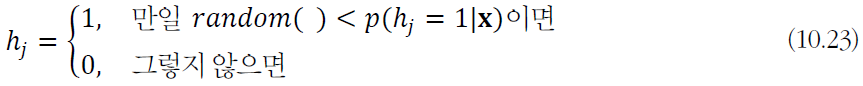 h_j = { 1, 만일 random( ) < p(h_j = 1|x)이면
0, 그렇지 않으면
(10.23)